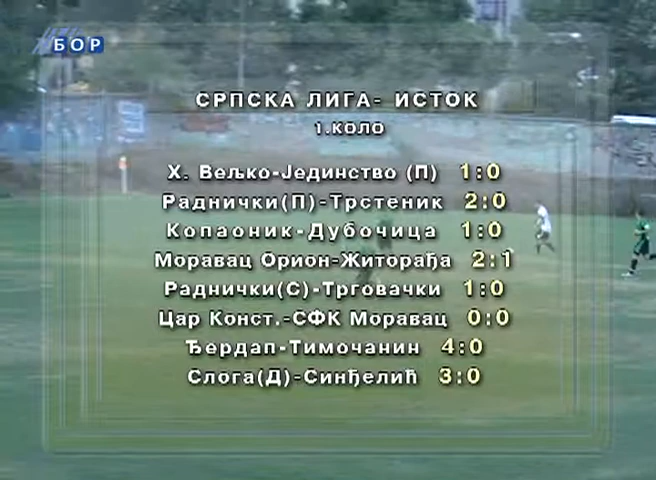 БОР
СРПСКА ЛИГА- ИСТОК
1.КОЛО
Х. Вељко-Јединство (П) 1:0
Раднички(П)-Трстеник 2:0
Копаоник-Дубочица 1:0
Моравац Орион-Житорађа 2:1
Раднички(С)-Трговачки 1:0
Цар Конст.-СФК Моравац 0:0
Ђердап-Тимочанин 4:0
Слога(Д)-Синђелић 3:0